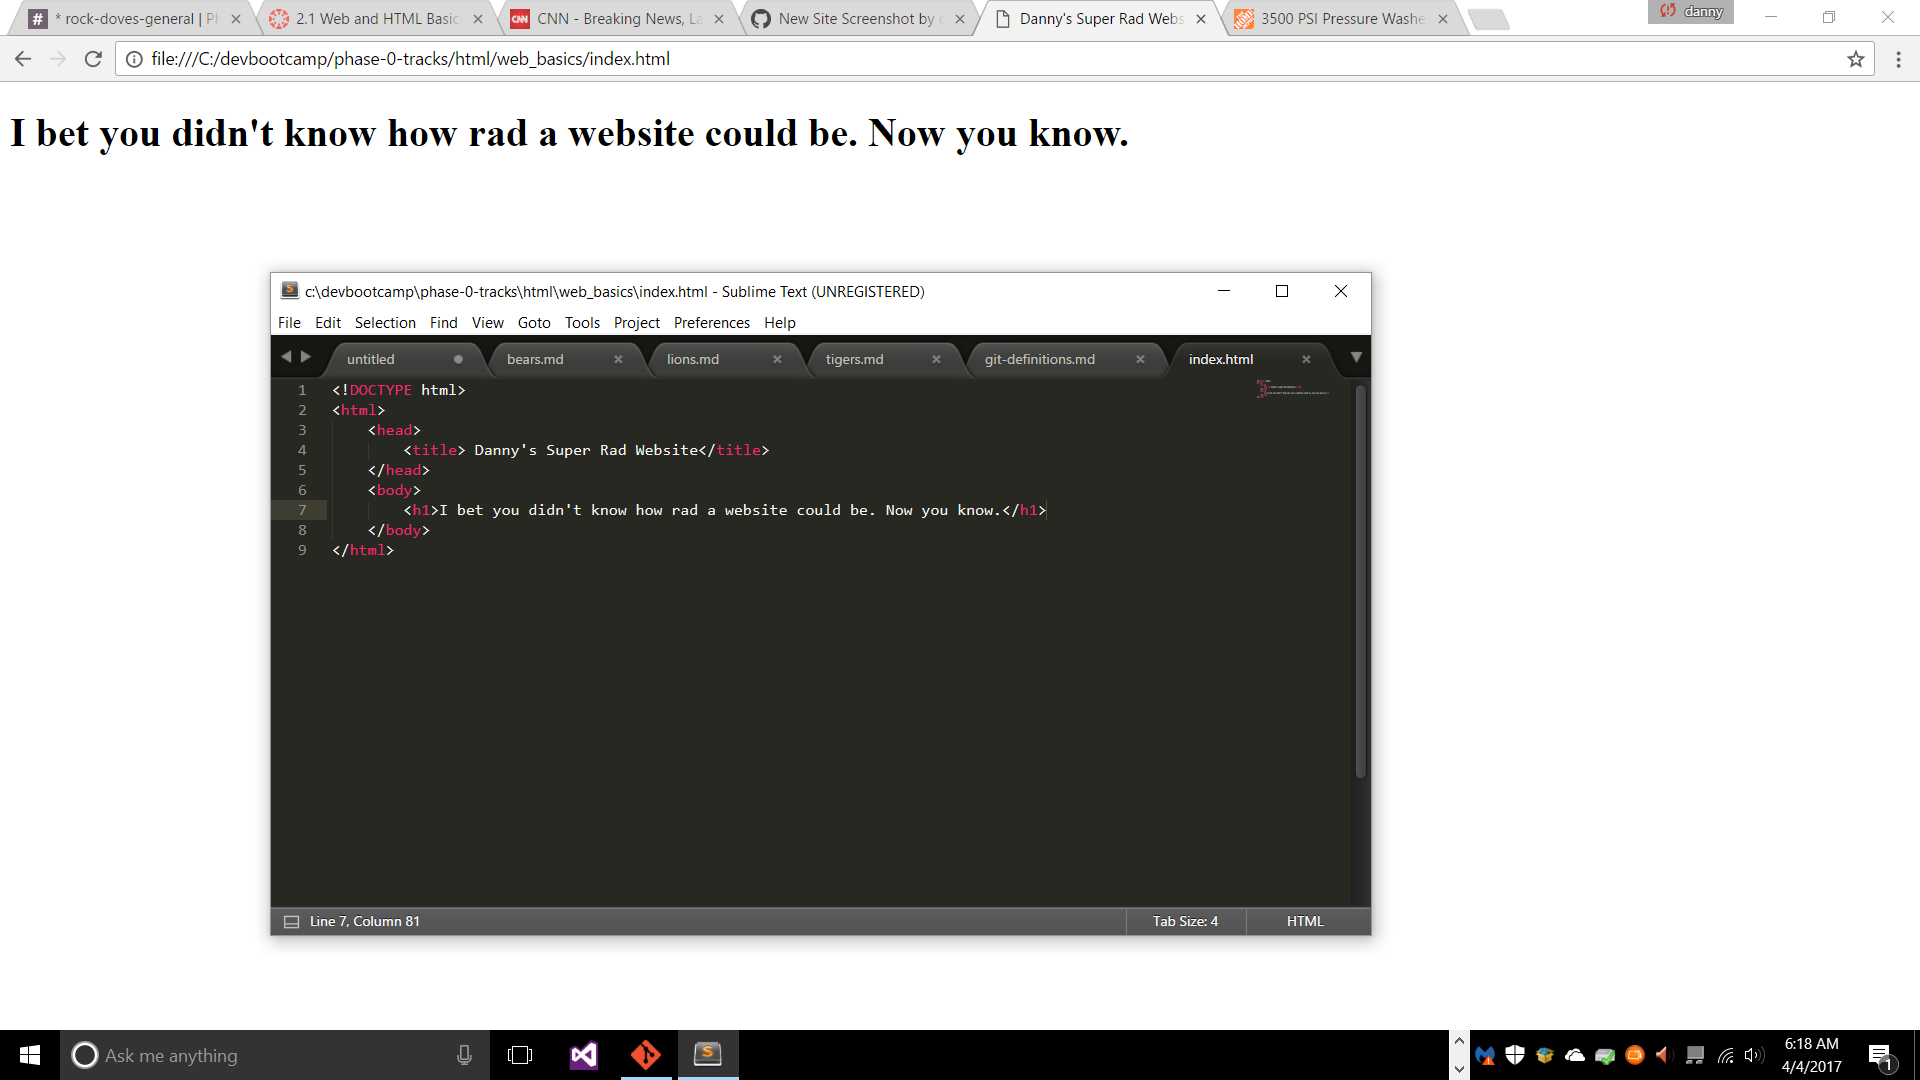 # * rock-doves-general | P
2.1 Web and HTML Basic
CNN CNN - Breaking News, La
New Site Screenshot by
Danny's Super Rad Webs
3500 PSI Pressure Washe
danny
file:///C:/devbootcamp/phase-0-tracks/html/web_basics/index.html
I bet you didn't know how rad a website could be. Now you know.
c:\devbootcamp\phase-0-tracks\html\web_basics\index.html - Sublime Text (UNREGISTERED)
File Edit Selection Find View Goto Tools Project Preferences Help
untitled bears.md lions.md tigers.md git-definitions.md index.html
1 <!DOCTYPE html>
2 <html>
3 <head>
4 <title> Danny's Super Rad Website</title>
5 </head>
6 <body>
7 <h1>I bet you didn't know how rad a website could be. Now you know.</h1>
8 </body>
9 </html>
Line 7, Column 81 Tab Size: 4 HTML
Ask me anything
6:18 AM
4/4/2017
1